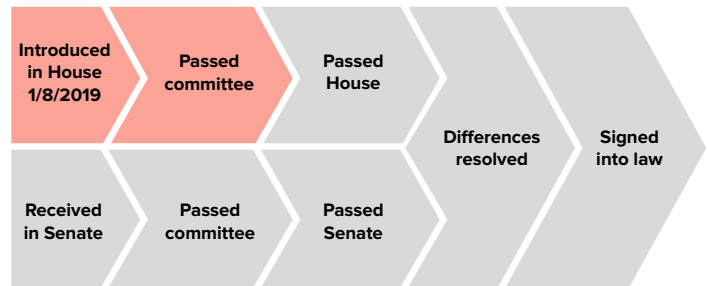 Introduced
in House
1/8/2019
Passed
committee
Passed
House
Differences
resolved
Signed
into law
Received
in Senate
Passed
committee
Passed
Senate